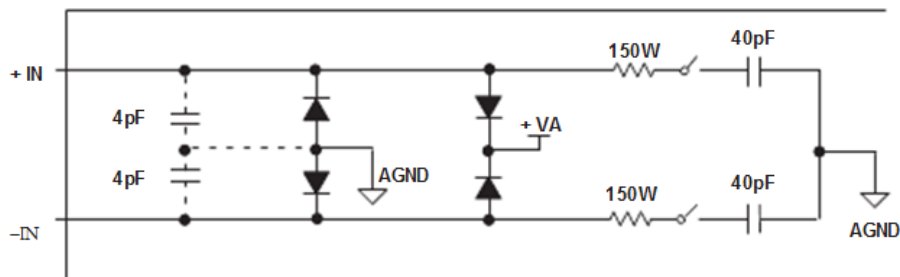 40pF
150W
+ IN
+ VA
4pF
4pF
AGND
150W
40pF
–IN
AGND